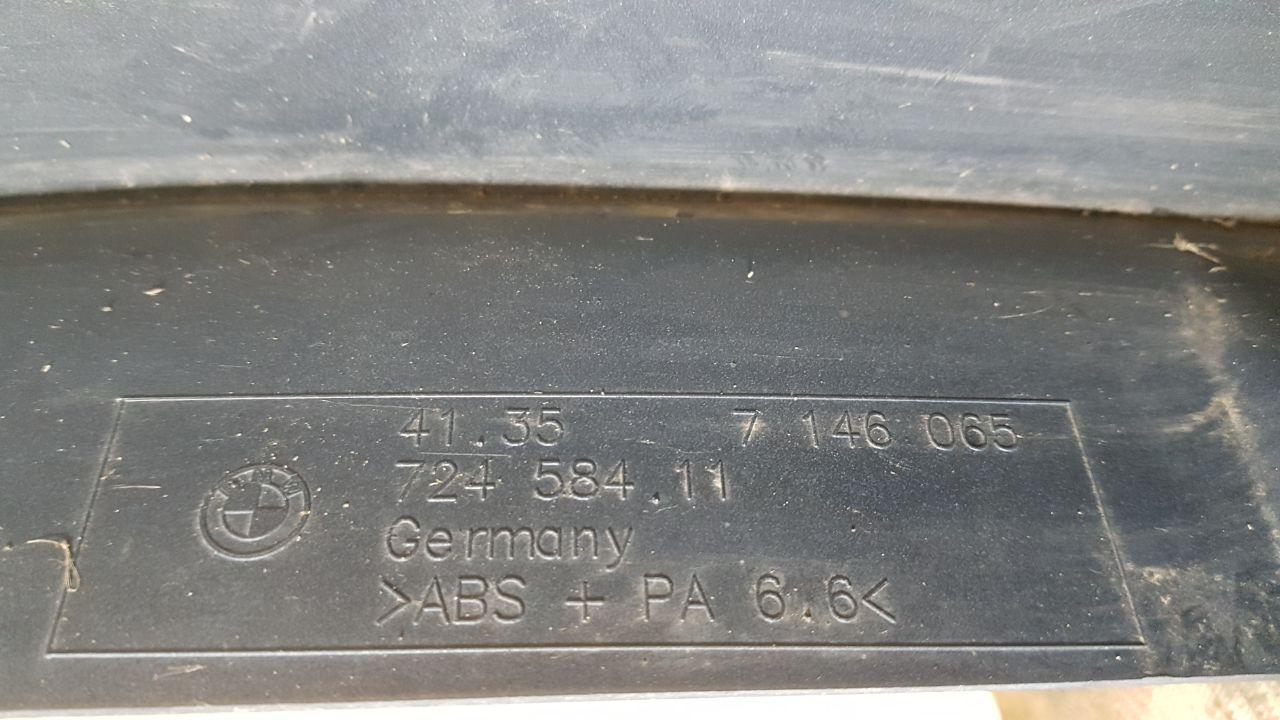 41.35 7 146 065
724 584.11
Germany
>ABS + PA 6.6<